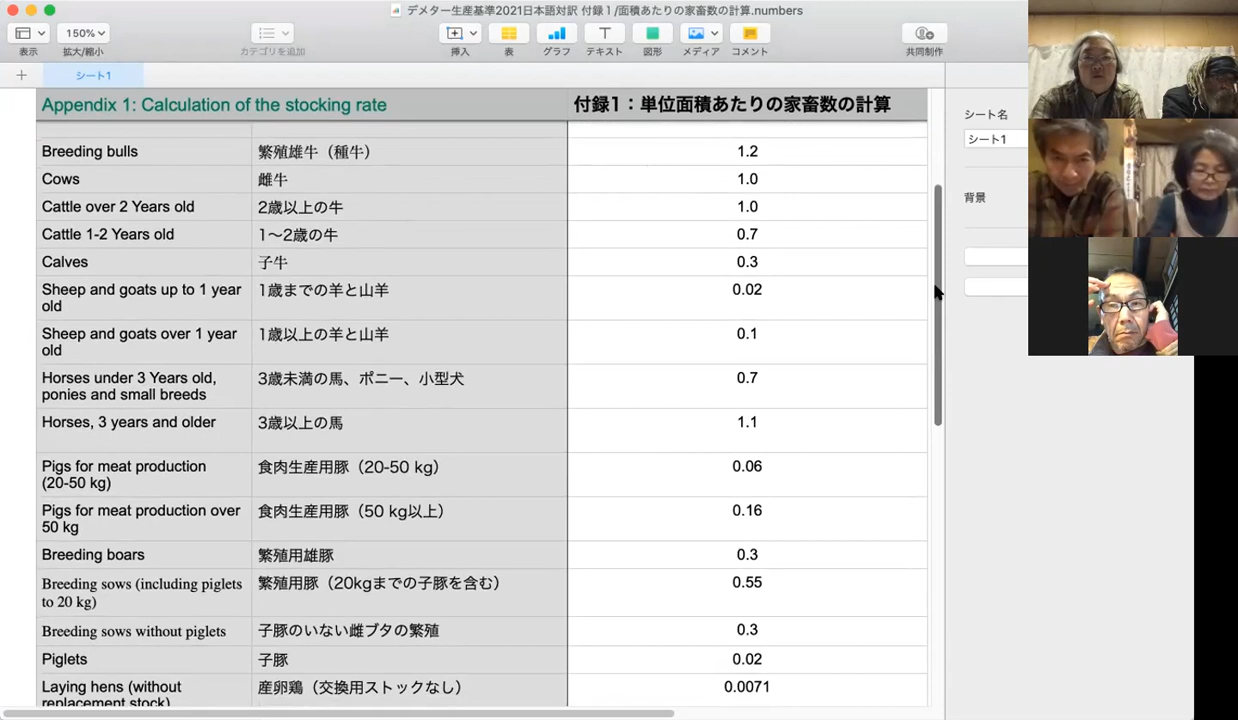 デメター生産基準2021日本語対訳 付録１/面積あたりの家畜数の計算.numbers
150%
表示
拡大/縮小
カテゴリを追加
挿入
表
グラフ
テキスト
図形
メディア
コメント
共同制作
シート1
Appendix 1: Calculation of the stocking rate
付録1：単位面積あたりの家畜数の計算
シート名
シート1
背景
Breeding bulls 繁殖雄牛（種牛） 1.2
Cows 雌牛 1.0
Cattle over 2 Years old 2歳以上の牛 1.0
Cattle 1-2 Years old 1〜2歳の牛 0.7
Calves 子牛 0.3
Sheep and goats up to 1 year 1歳までの羊と山羊 0.02
old
Sheep and goats over 1 year 1歳以上の羊と山羊 0.1
old
Horses under 3 Years old, 3歳未満の馬、ポニー、小型犬 0.7
ponies and small breeds
Horses, 3 years and older 3歳以上の馬 1.1
Pigs for meat production 食肉生産用豚（20-50 kg） 0.06
(20-50 kg)
Pigs for meat production over 食肉生産用豚（50 kg以上） 0.16
50 kg
Breeding boars 繁殖用雄豚 0.3
Breeding sows (including piglets 繁殖用豚（20kgまでの子豚を含む） 0.55
to 20 kg)
Breeding sows without piglets 子豚のいない雌ブタの繁殖 0.3
Piglets 子豚 0.02
Laying hens (without 産卵鶏（交換用ストックなし） 0.0071
replacement stock)